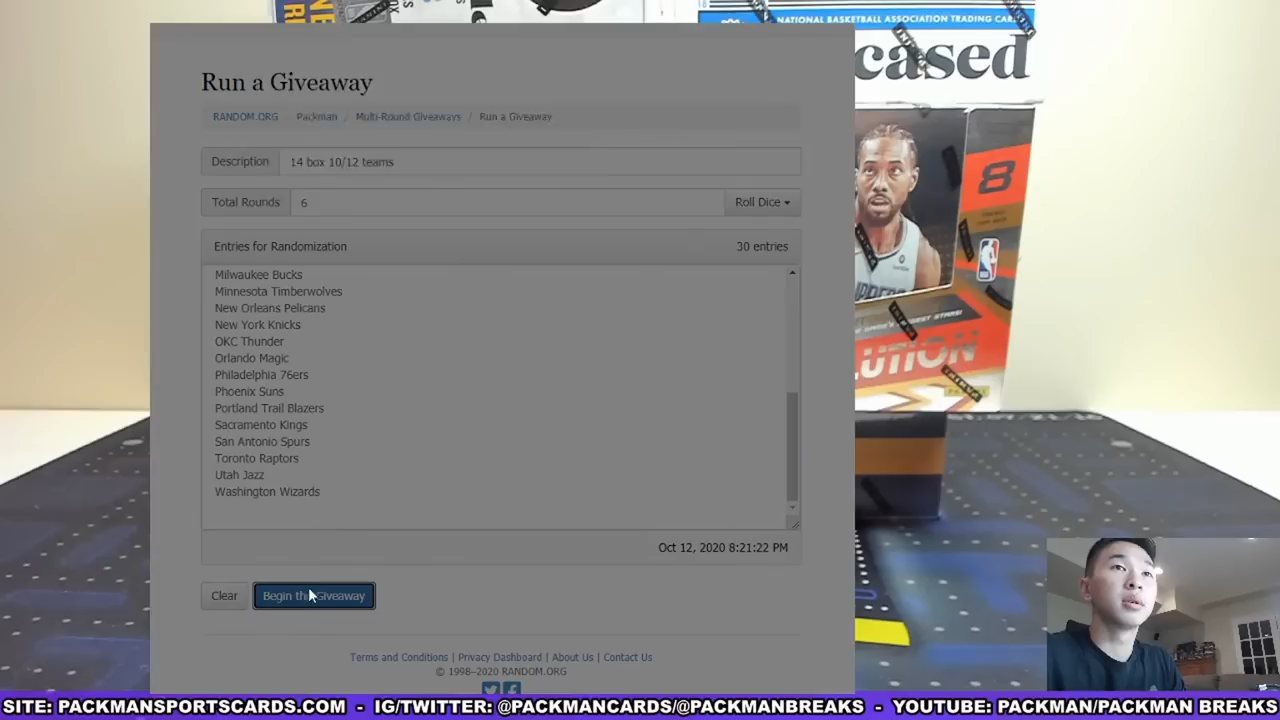 NATIONAL BASKETBALL ASSOCIATION TRADING CAR
cased
Run a Giveaway
RANDOM.ORG / Packman / Multi-Round Giveaways / Run a Giveaway
Description 14 box 10/12 teams
Total Rounds 6 Roll Dice
Entries for Randomization 30 entries
Milwaukee Bucks
Minnesota Timberwolves
New Orleans Pelicans
New York Knicks
OKC Thunder
Orlando Magic
Philadelphia 76ers
Phoenix Suns
Portland Trail Blazers
Sacramento Kings
San Antonio Spurs
Toronto Raptors
Utah Jazz
Washington Wizards
Oct 12, 2020 8:21:22 PM
Clear Begin the Giveaway
Terms and Conditions | Privacy Dashboard | About Us | Contact Us
© 1998–2020 RANDOM.ORG
8
LUTION
SITE: PACKMANSPORTSCARDS.COM - IG/TWITTER: @PACKMANCARDS/@PACKMANBREAKS - YOUTUBE: PACKMAN/PACKMAN BREAKS